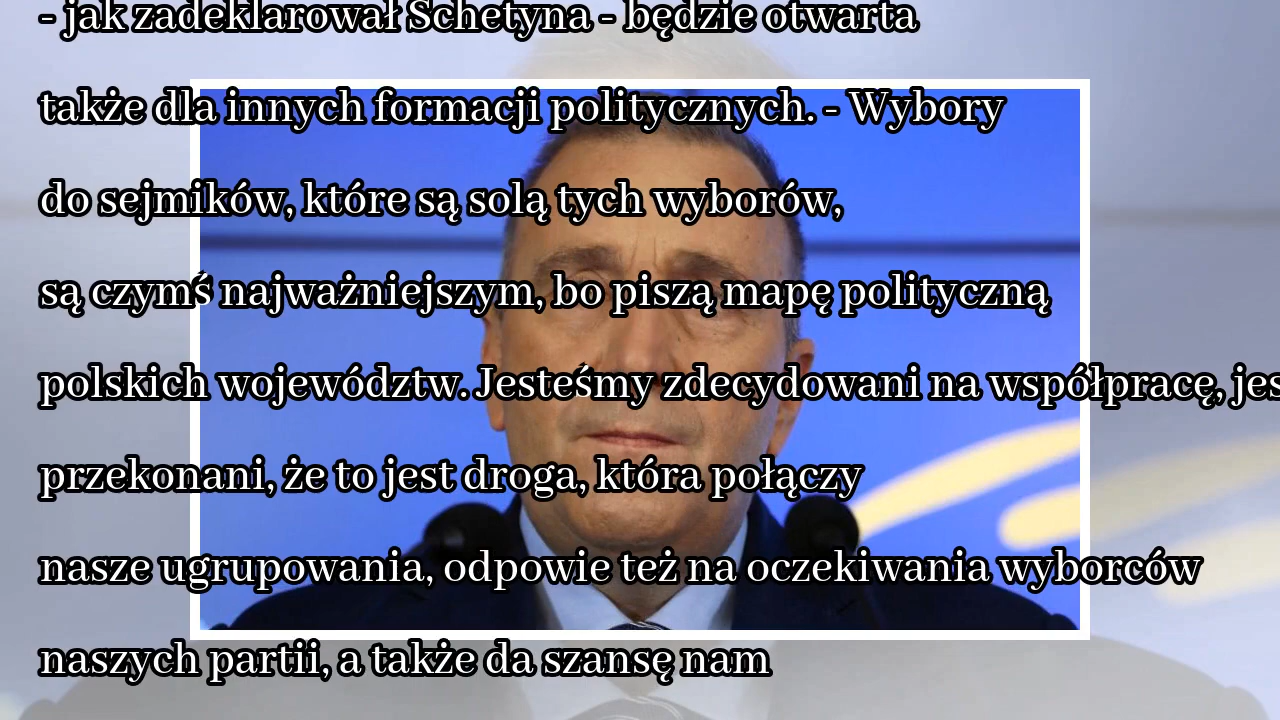 - jak zadeklarował Schetyna - będzie otwarta
także dla innych formacji politycznych. - Wybory
do sejmików, które są solą tych wyborów,
są czymś najważniejszym, bo piszą mapę polityczną
polskich województw. Jesteśmy zdecydowani na współpracę,
przekonani, że to jest droga, która połączy
nasze ugrupowania, odpowie też na oczekiwania wyborców
naszych partii, a także da szansę nam